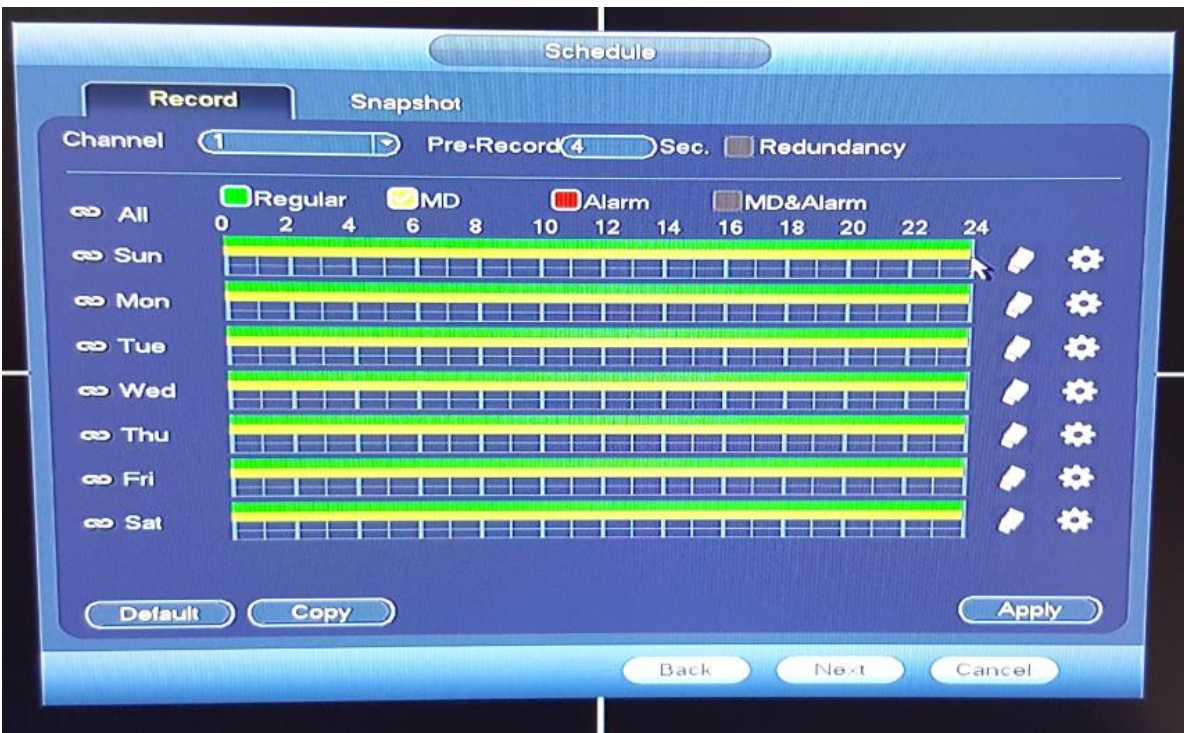 Schedule
Record Snapshot
Channel 1 Pre-Record 4 Sec. Redundancy
All Regular MD Alarm MD&Alarm
0 2 4 6 8 10 12 14 16 18 20 22 24
Sun
Mon
Tue
Wed
Thu
Fri
Sat
Default Copy Apply
Back Next Cancel